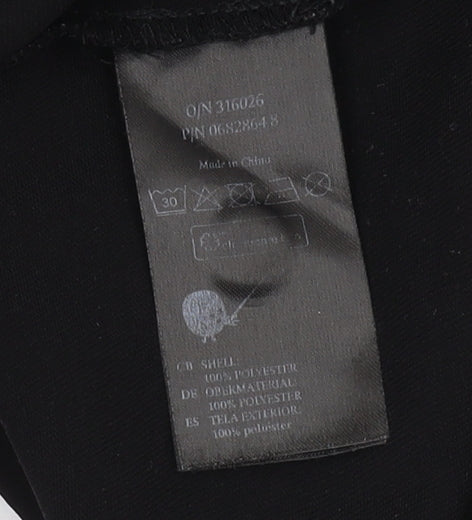 O/N 316026
P/N 0682864 8
Made in China
30
GB SHELL:
100% POLYESTER
DE OBERMATERIAL:
100% POLYESTER
ES TELA EXTERIOR:
100% poliéster